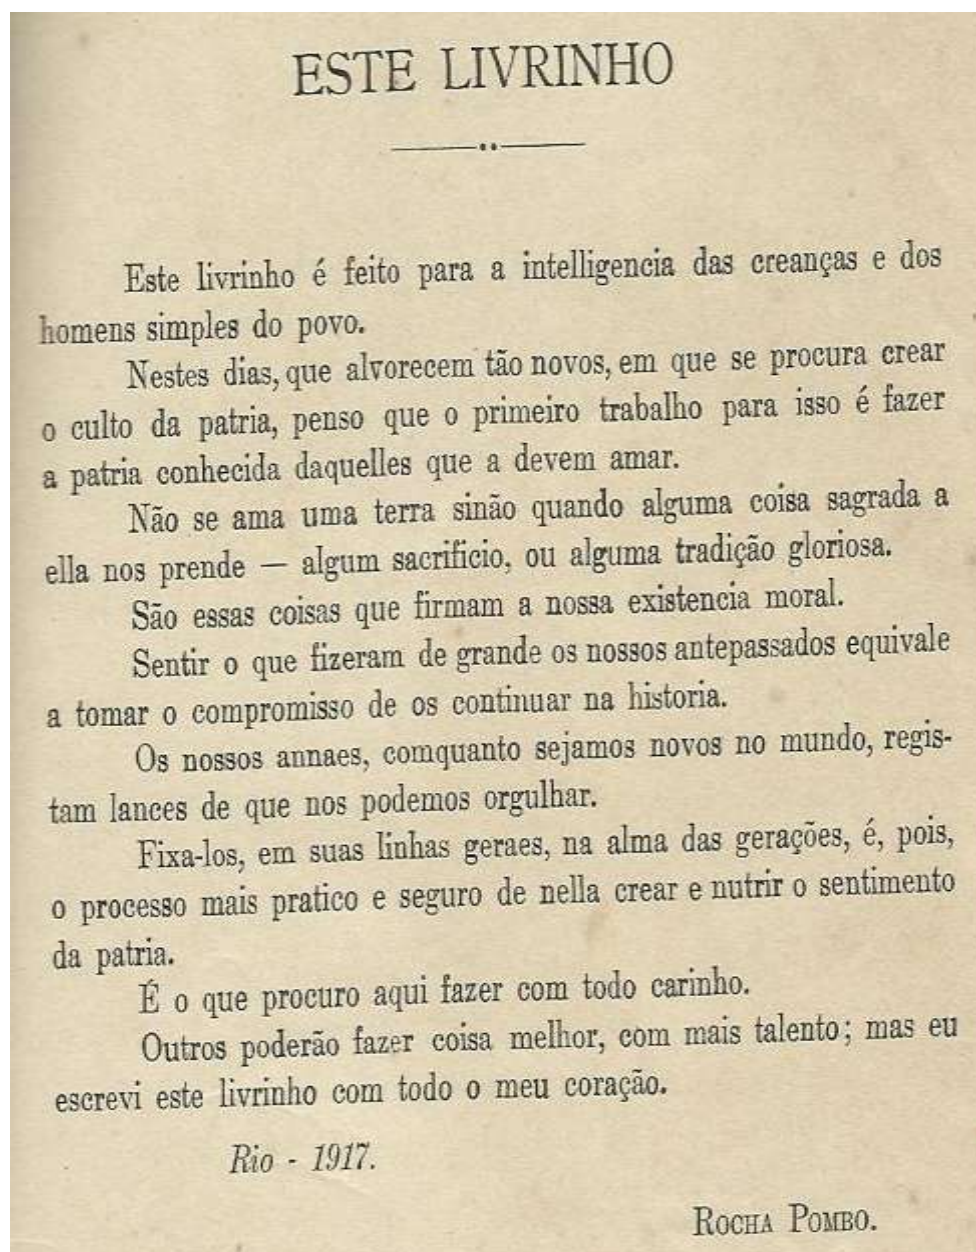 ESTE LIVRINHO
Este livrinho é feito para a intelligencia das creanças e dos
homens simples do povo.
Nestes dias, que alvorecem tão novos, em que se procura crear
o culto da patria, penso que o primeiro trabalho para isso é fazer
a patria conhecida daquelles que a devem amar.
Não se ama uma terra sinão quando alguma coisa sagrada a
ella nos prende — algum sacrificio, ou alguma tradição gloriosa.
São essas coisas que firmam a nossa existencia moral.
Sentir o que fizeram de grande os nossos antepassados equivale
a tomar o compromisso de os continuar na historia.
Os nossos annaes, comquanto sejamos novos no mundo, regis-
tam lances de que nos podemos orgulhar.
Fixa-los, em suas linhas geraes, na alma das gerações, é, pois,
o processo mais pratico e seguro de nella crear e nutrir o sentimento
da patria.
É o que procuro aqui fazer com todo carinho.
Outros poderão fazer coisa melhor, com mais talento; mas eu
escrevi este livrinho com todo o meu coração.
Rio - 1917.
ROCHA POMBO.